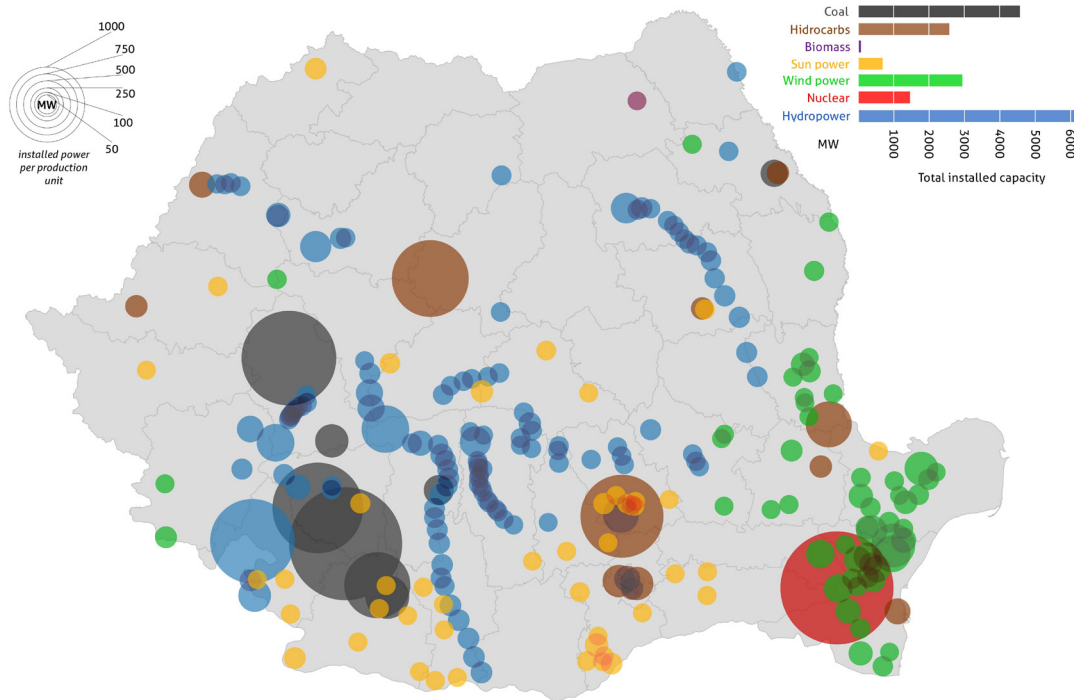 1000
750
500
250
100
50
MW
installed power
per production
unit
Coal
Hidrocarbs
Biomass
Sun power
Wind power
Nuclear
Hydropower
MW
1000
2000
3000
4000
5000
6000
Total installed capacity